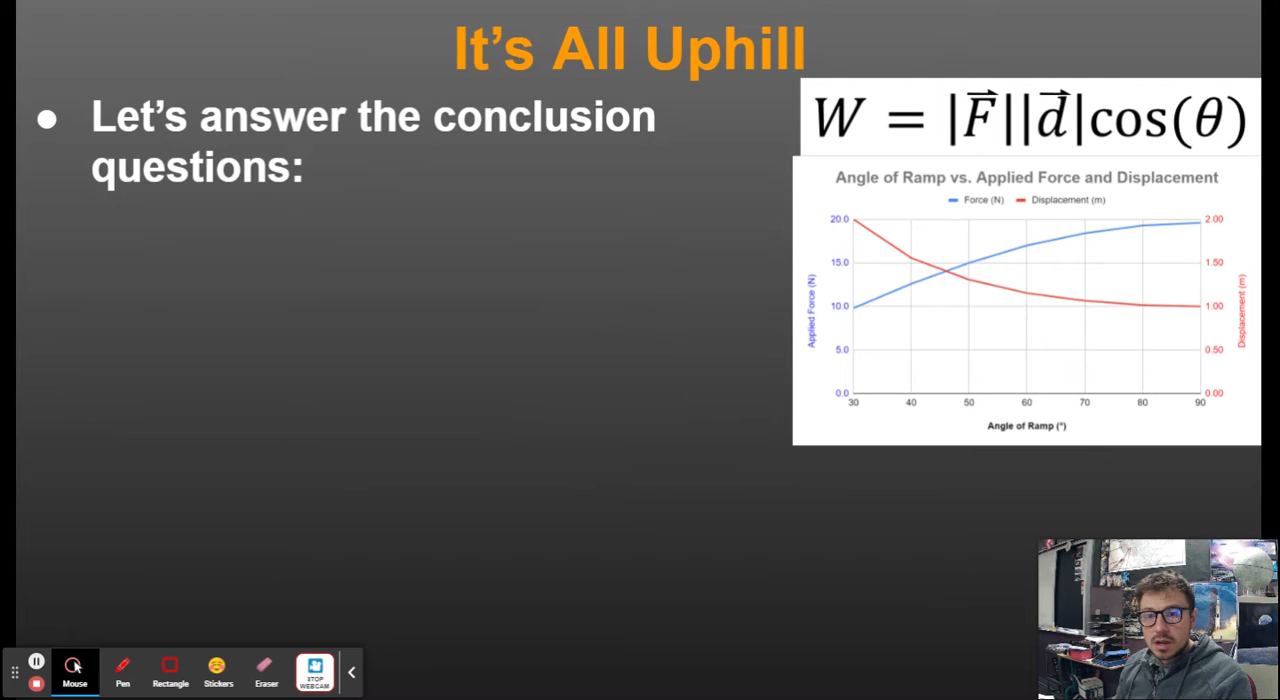 It's All Uphill
● Let's answer the conclusion
questions:
W = |F⃗||d⃗|cos(θ)
Angle of Ramp vs. Applied Force and Displacement
Force (N) Displacement (m)
20.0 2.00
15.0 1.50
10.0 1.00
5.0 0.50
0.0 0.00
Applied Force (N)
Displacement (m)
30 40 50 60 70 80 90
Angle of Ramp (°)
Mouse Pen Rectangle Stickers Eraser STOP
WEBCAM